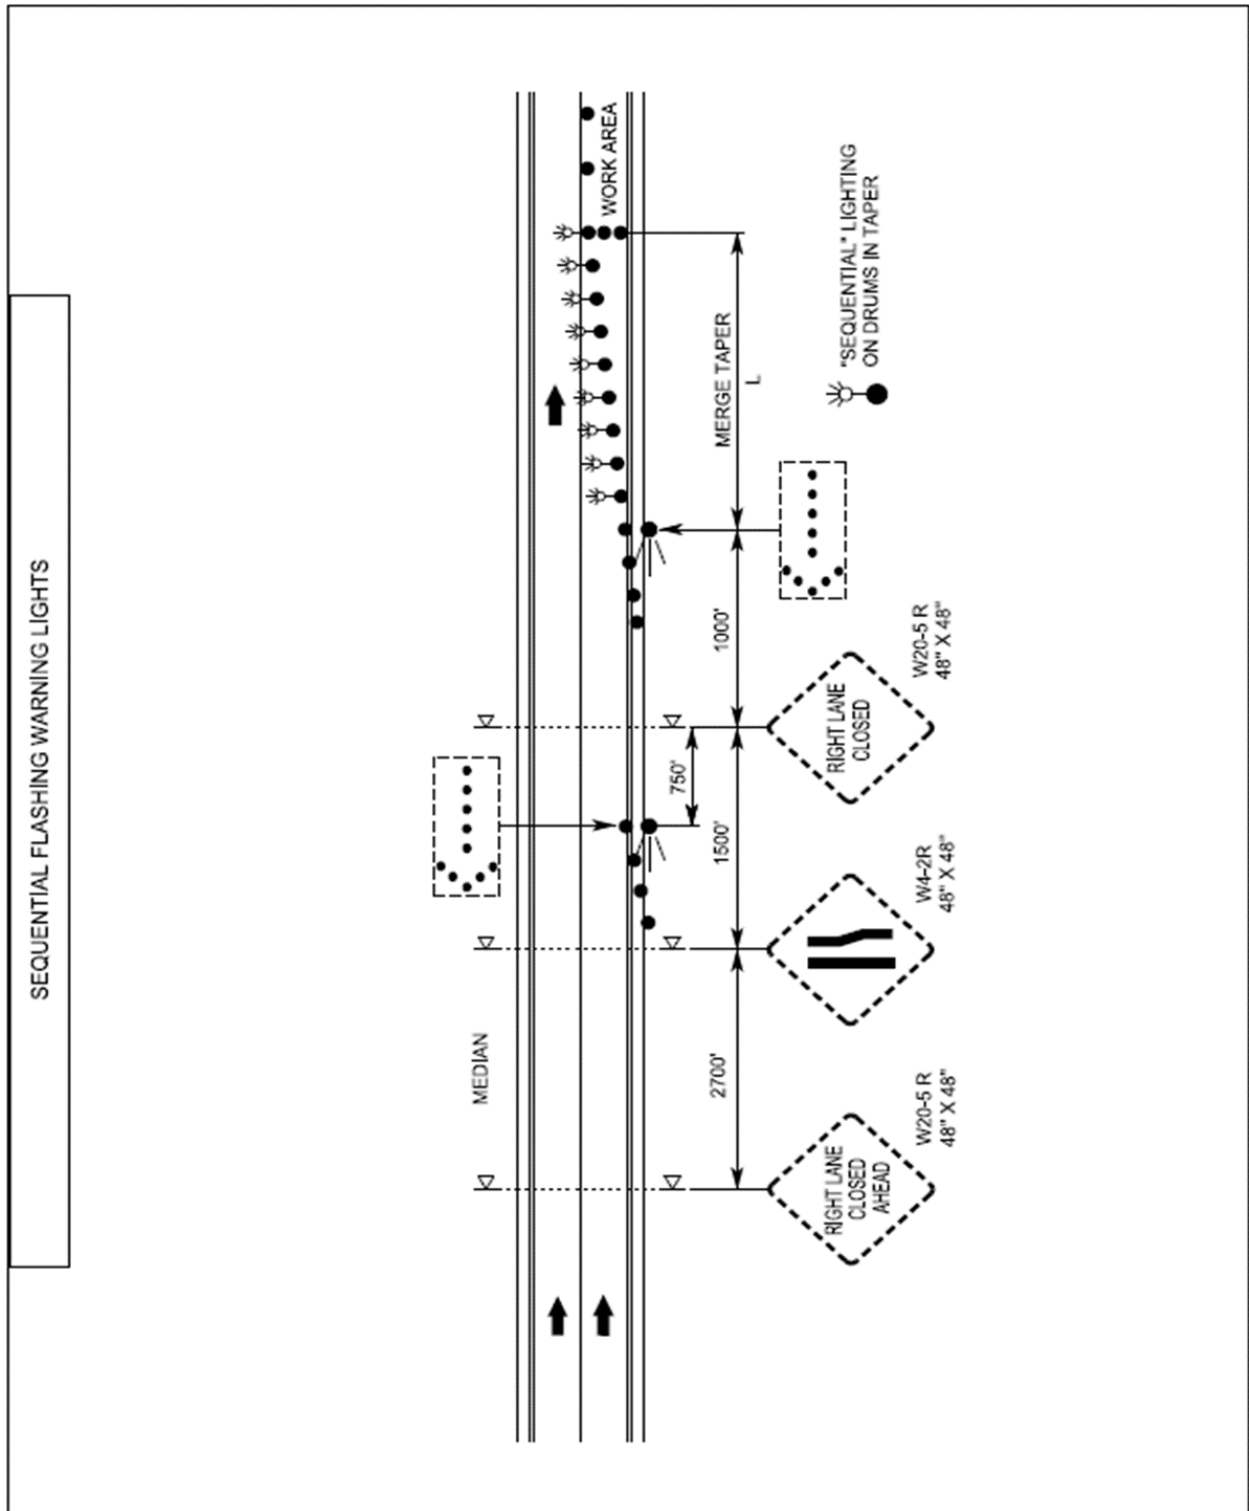 SEQUENTIAL FLASHING WARNING LIGHTS
MEDIAN
WORK AREA
MERGE TAPER
L
"SEQUENTIAL" LIGHTING
ON DRUMS IN TAPER
1000'
750'
1500'
2700'
RIGHT LANE
CLOSED
W20-5 R
48" X 48"
W4-2R
48" X 48"
RIGHT LANE
CLOSED
AHEAD
W20-5 R
48" X 48"